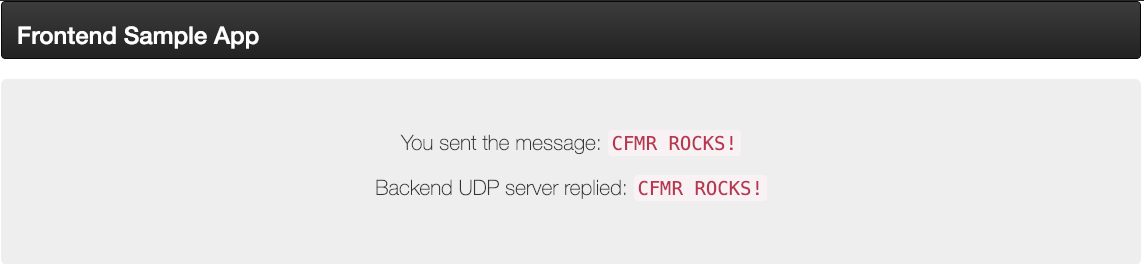 Frontend Sample App
You sent the message: CFMR ROCKS!
Backend UDP server replied: CFMR ROCKS!